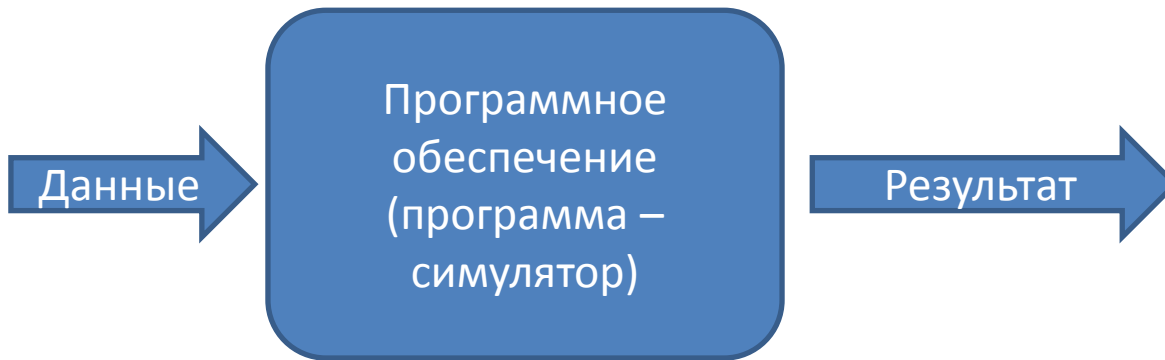 Данные
Программное
обеспечение
(программа –
симулятор)
Результат